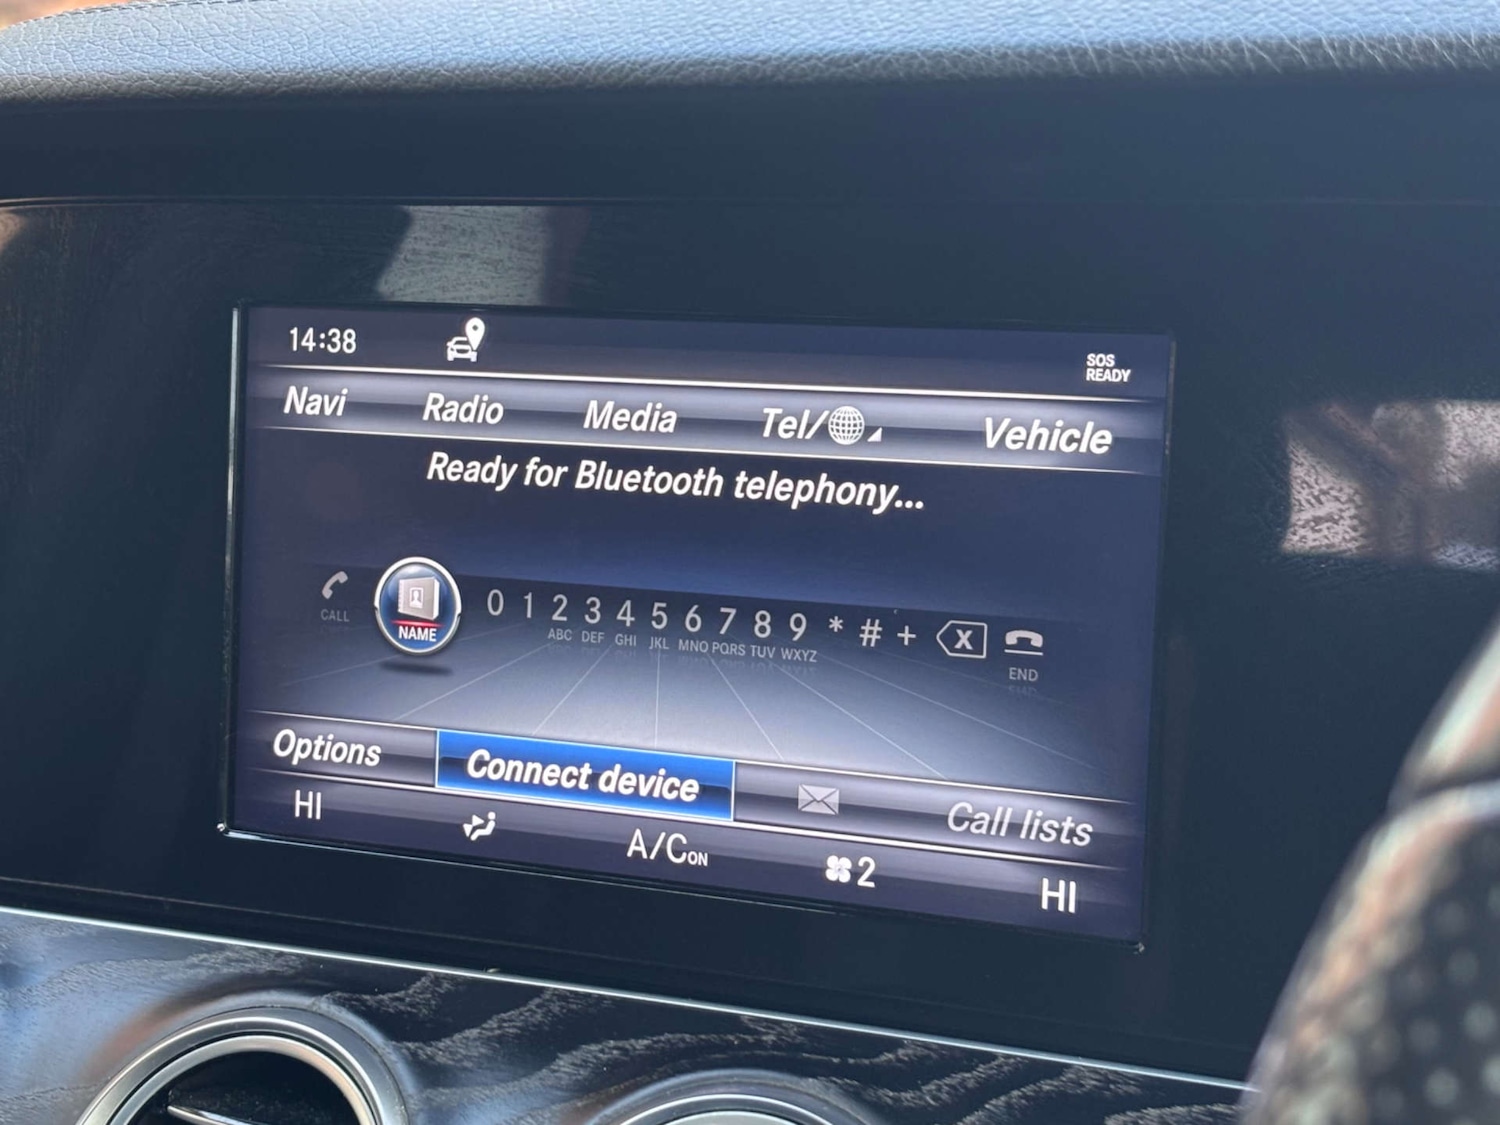 14:38
SOS
READY
Navi Radio Media Tel/ Vehicle
Ready for Bluetooth telephony...
CALL NAME 0 1 2 3 4 5 6 7 8 9 * # + X END
ABC DEF GHI JKL MNO PQRS TUV WXYZ
Options Connect device Call lists
HI A/C ON 2 HI